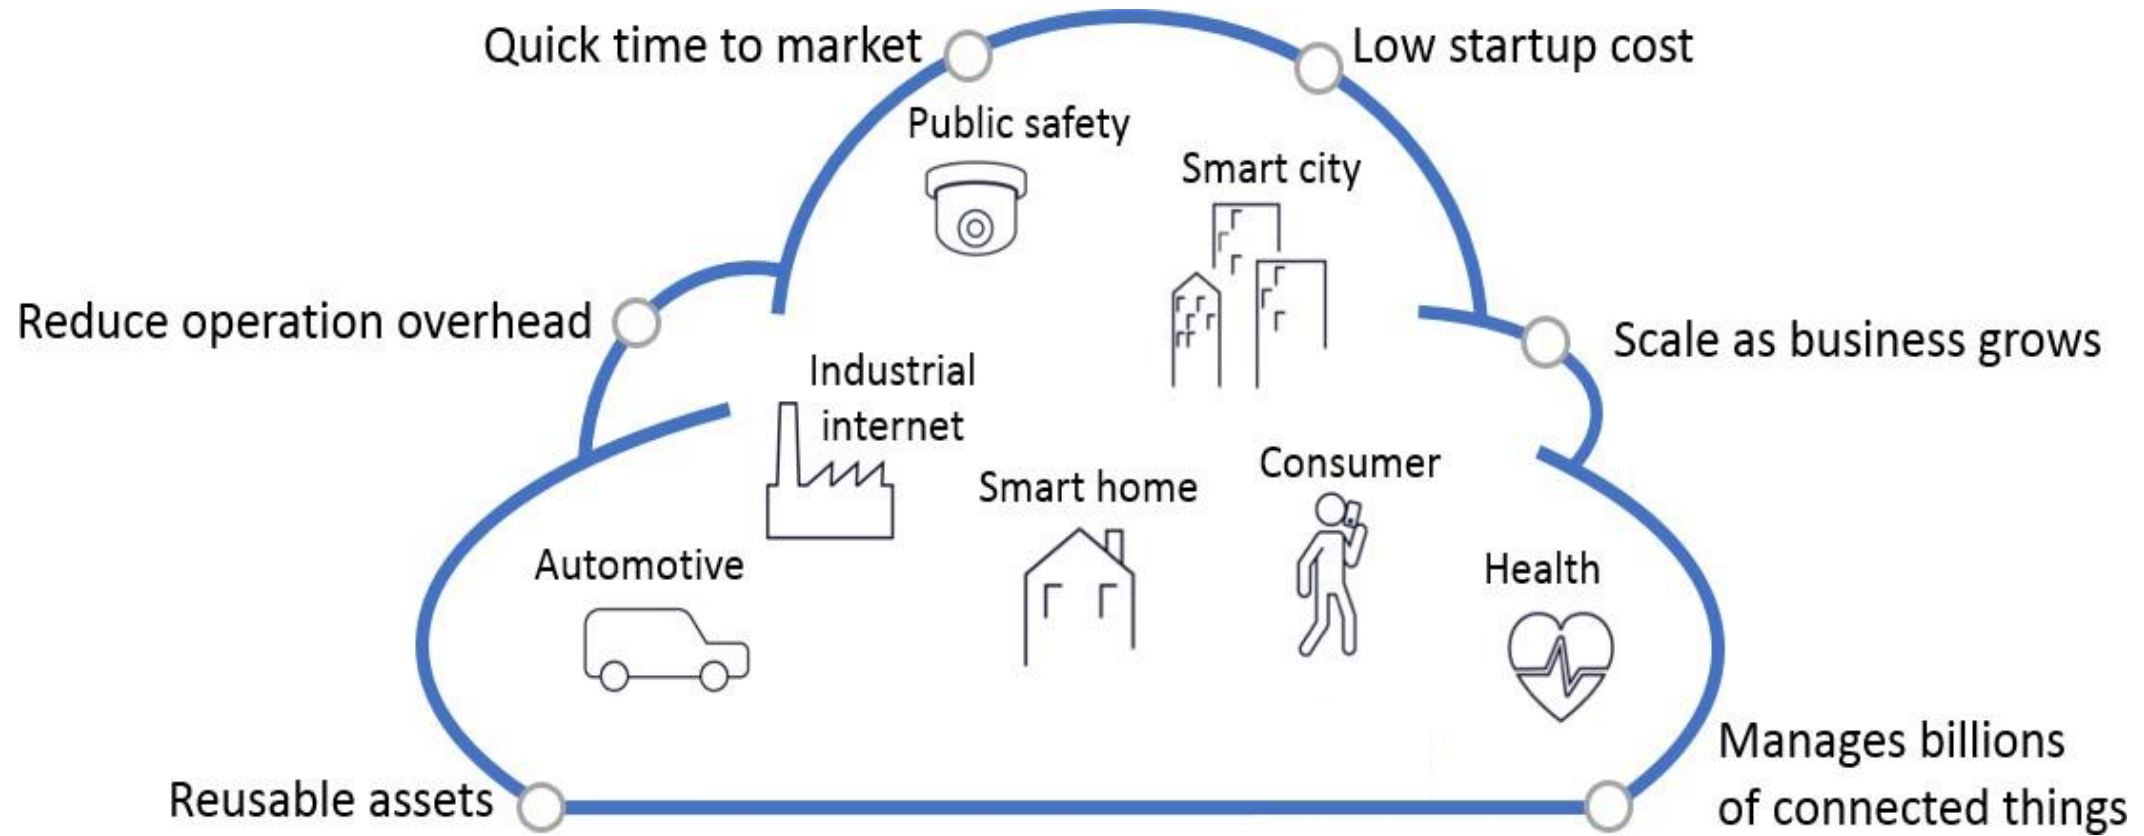 Quick time to market
Low startup cost
Public safety
Smart city
Reduce operation overhead
Scale as business grows
Industrial
internet
Smart home
Consumer
Automotive
Health
Reusable assets
Manages billions
of connected things